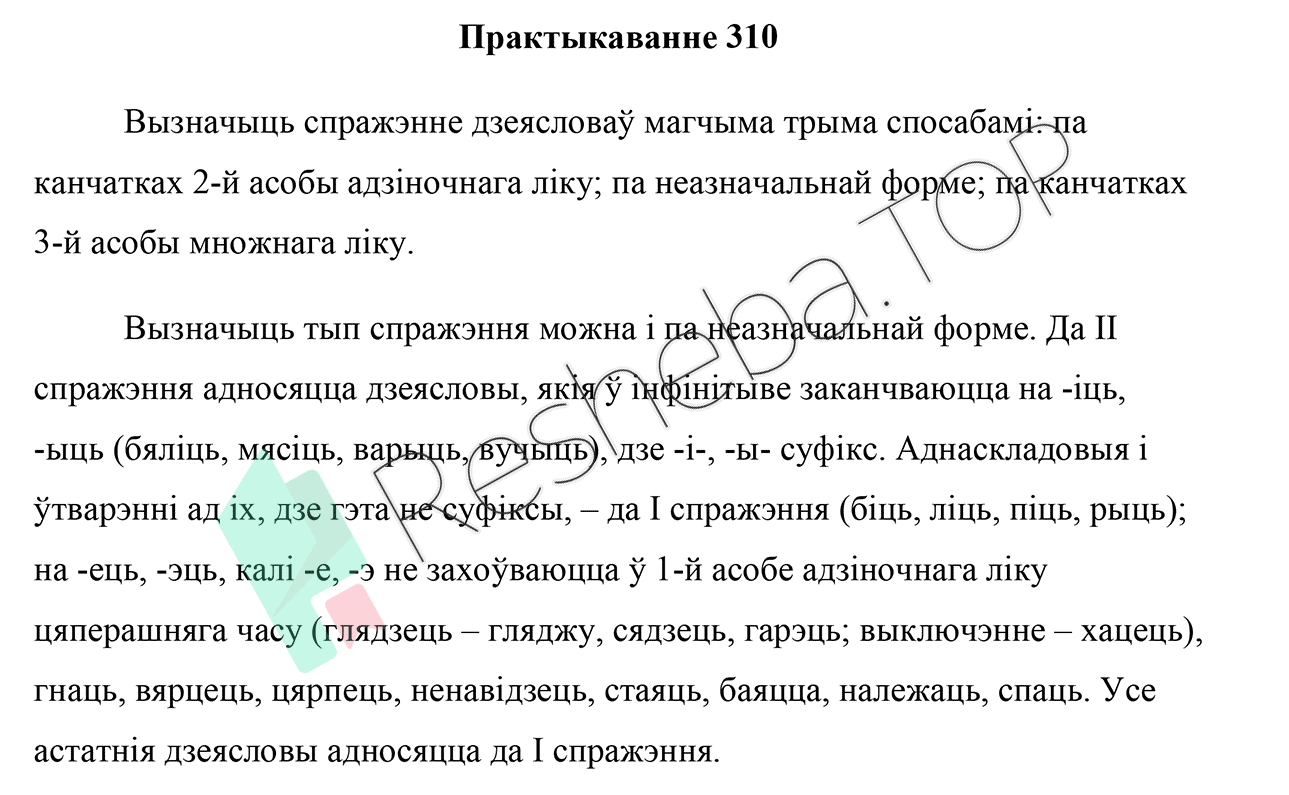 Практыкаванне 310
Вызначыць спражэнне дзеясловаў магчыма трыма спосабамі: па
канчатках 2-й асобы адзіночнага ліку; па неазначальнай форме; па канчатках
3-й асобы множнага ліку.
Вызначыць тып спражэння можна і па неазначальнай форме. Да ІІ
спражэння адносяцца дзеясловы, якія ў інфінітыве заканчваюцца на -іць,
-ыць (бяліць, мясіць, варыць, вучыць), дзе -і-, -ы- суфікс. Аднаскладовыя і
ўтварэнні ад іх, дзе гэта не суфіксы, – да І спражэння (біць, ліць, піць, рыць);
на -ець, -эць, калі -е, -э не захоўваюцца ў 1-й асобе адзіночнага ліку
цяперашняга часу (глядзець – гляджу, сядзець, гарэць; выключэнне – хацець),
гнаць, вярцець, цярпець, ненавідзець, стаяць, баяцца, належаць, спаць. Усе
астатнія дзеясловы адносяцца да І спражэння.
Resheba.TOP